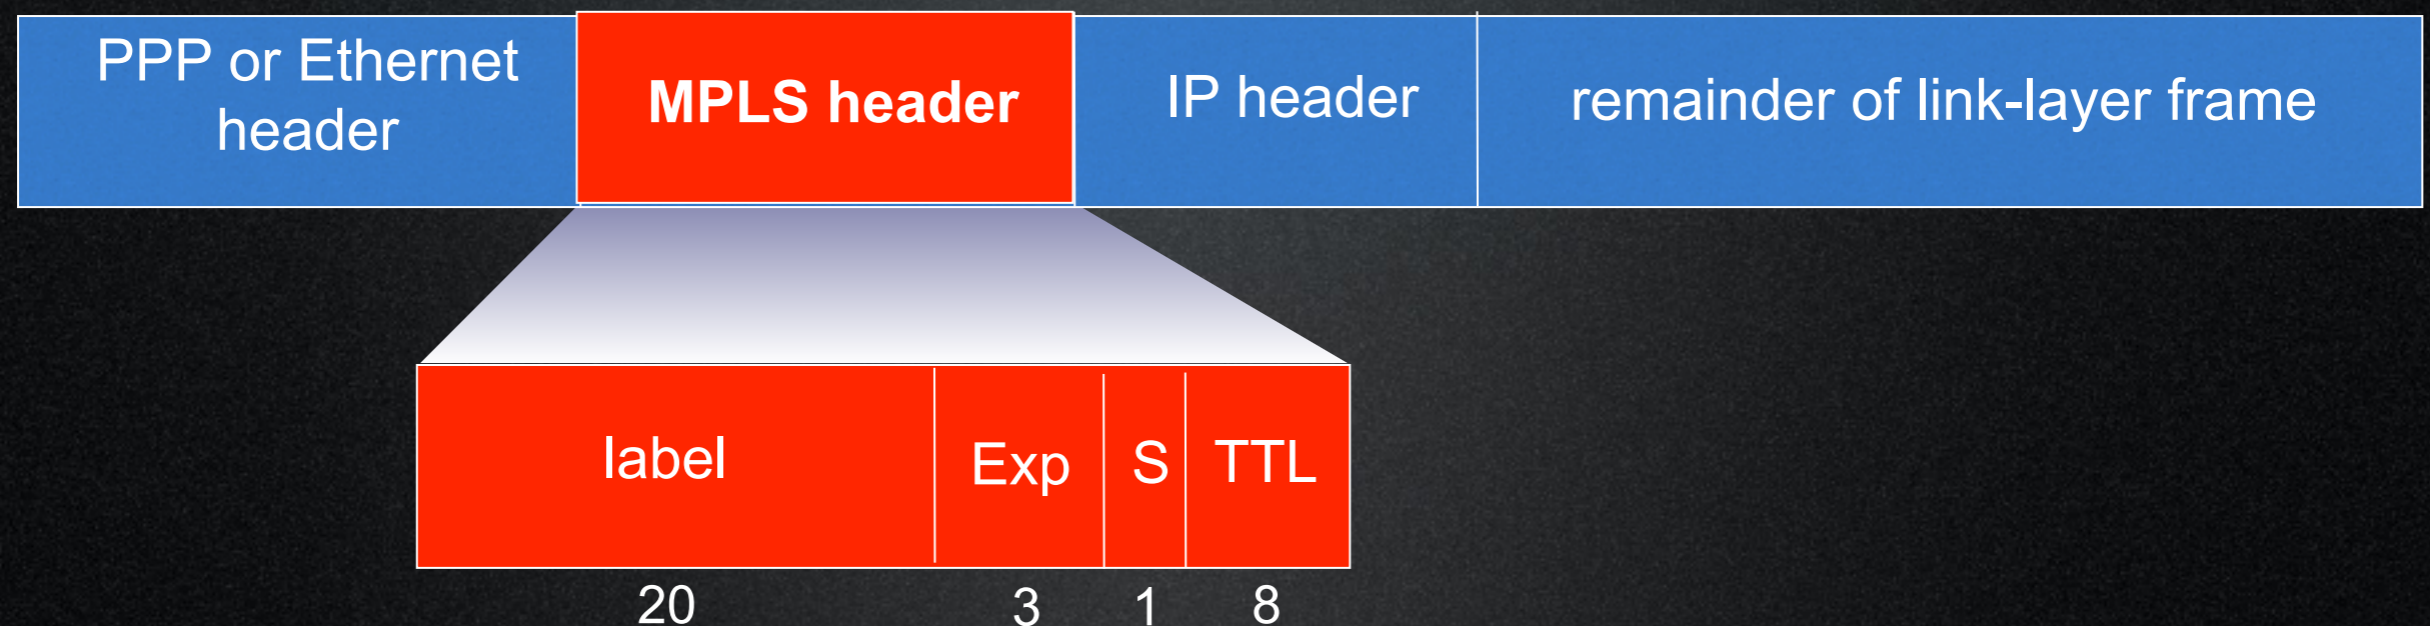 PPP or Ethernet
header
MPLS header
IP header
remainder of link-layer frame
label
Exp
S
TTL
20
3
1
8